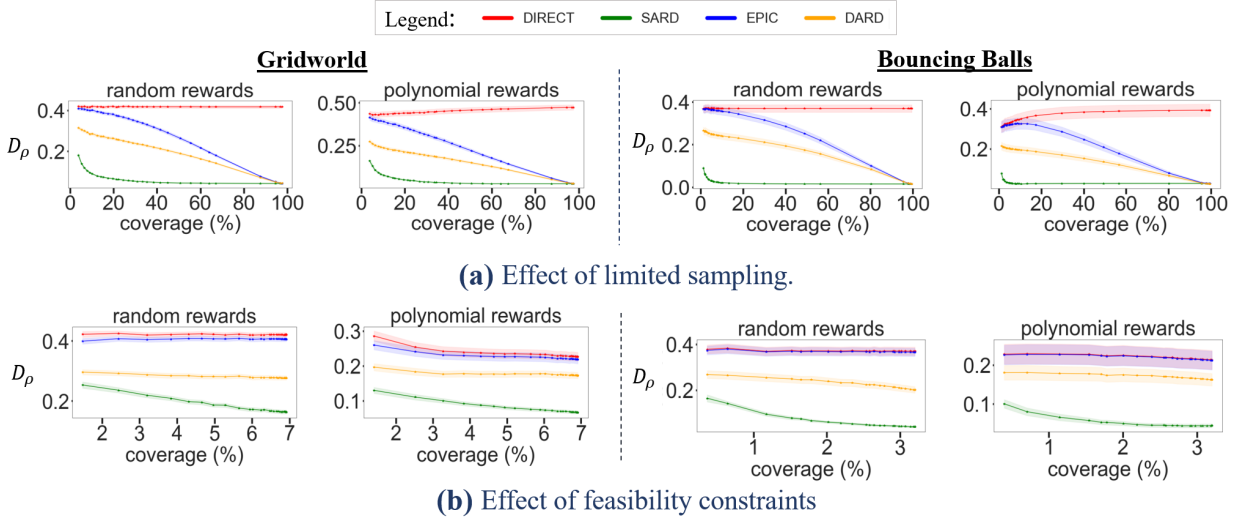 Legend: DIRECT SARD EPIC DARD
Gridworld
Bouncing Balls
random rewards
polynomial rewards
random rewards
polynomial rewards
D_ρ
0.4
0.2
0 20 40 60 80 100
coverage (%)
0.50
0.25
0 20 40 60 80 100
coverage (%)
D_ρ
0.4
0.2
0.0
0 20 40 60 80 100
coverage (%)
0.4
0.2
0 20 40 60 80 100
coverage (%)
(a) Effect of limited sampling.
random rewards
polynomial rewards
random rewards
polynomial rewards
D_ρ
0.4
0.2
2 3 4 5 6 7
coverage (%)
0.3
0.2
0.1
2 3 4 5 6 7
coverage (%)
D_ρ
0.4
0.2
1 2 3
coverage (%)
0.2
0.1
1 2 3
coverage (%)
(b) Effect of feasibility constraints